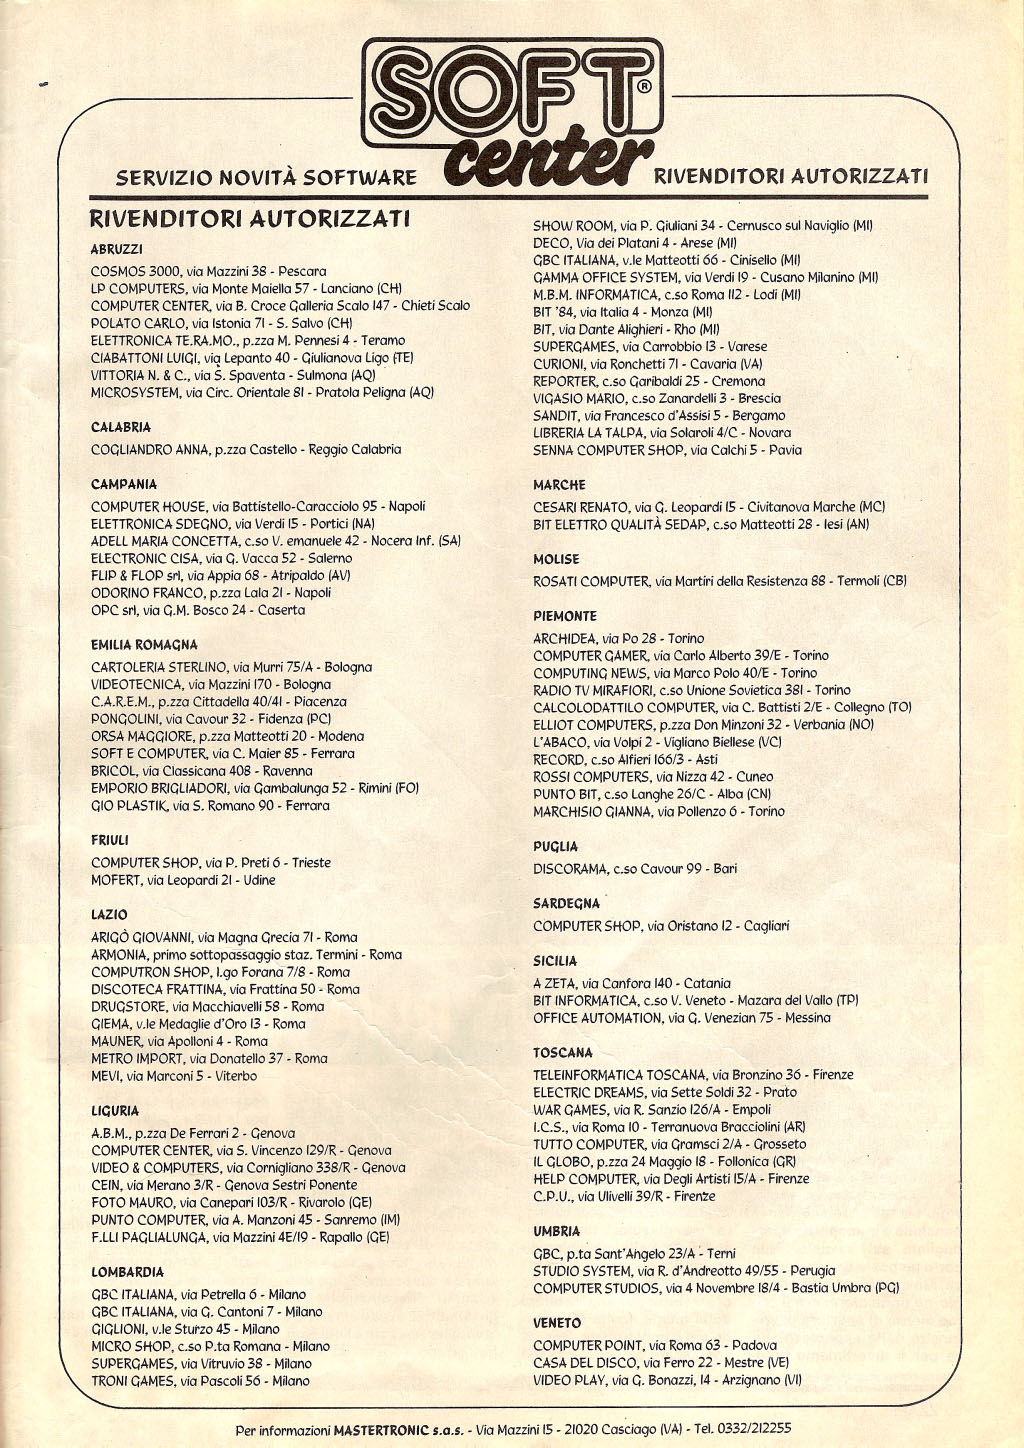 SOFT®
center
SERVIZIO NOVITÀ SOFTWARE
RIVENDITORI AUTORIZZATI
RIVENDITORI AUTORIZZATI
ABRUZZI
COSMOS 3000, via Mazzini 38 - Pescara
LP COMPUTERS, via Monte Maiella 57 - Lanciano (CH)
COMPUTER CENTER, via B. Croce Galleria Scalo 147 - Chieti Scalo
POLATO CARLO, via Istonia 71 - S. Salvo (CH)
ELETTRONICA TE.RA.MO., p.zza M. Pennesi 4 - Teramo
CIABATTONI LUIGI, via Lepanto 40 - Giulianova Ligo (TE)
VITTORIA N. & C., via S. Spaventa - Sulmona (AQ)
MICROSYSTEM, via Circ. Orientale 81 - Pratola Peligna (AQ)
CALABRIA
COGLIANDRO ANNA, p.zza Castello - Reggio Calabria
CAMPANIA
COMPUTER HOUSE, via Battistello-Caracciolo 95 - Napoli
ELETTRONICA SDEGNO, via Verdi 15 - Portici (NA)
ADELL MARIA CONCETTA, c.so V. emanuele 42 - Nocera Inf. (SA)
ELECTRONIC CISA, via G. Vacca 52 - Salerno
FLIP & FLOP srl, via Appia 68 - Atripaldo (AV)
ODORINO FRANCO, p.zza Lala 21 - Napoli
OPC srl, via G.M. Bosco 24 - Caserta
EMILIA ROMAGNA
CARTOLERIA STERLINO, via Murri 75/A - Bologna
VIDEOTECNICA, via Mazzini 170 - Bologna
C.A.R.E.M., p.zza Cittadella 40/41 - Piacenza
PONGOLINI, via Cavour 32 - Fidenza (PC)
ORSA MAGGIORE, p.zza Matteotti 20 - Modena
SOFT E COMPUTER, via C. Maier 85 - Ferrara
BRICOL, via Classicana 408 - Ravenna
EMPORIO BRIGLIADORI, via Gambalunga 52 - Rimini (FO)
GIO PLASTIK, via S. Romano 90 - Ferrara
FRIULI
COMPUTER SHOP, via P. Preti 6 - Trieste
MOFERT, via Leopardi 21 - Udine
LAZIO
ARIGÒ GIOVANNI, via Magna Grecia 71 - Roma
ARMONIA, primo sottopassaggio staz. Termini - Roma
COMPUTRON SHOP, l.go Forana 7/8 - Roma
DISCOTECA FRATTINA, via Frattina 50 - Roma
DRUGSTORE, via Macchiavelli 58 - Roma
GIEMA, v.le Medaglie d'Oro 13 - Roma
MAUNER, via Apolloni 4 - Roma
METRO IMPORT, via Donatello 37 - Roma
MEVI, via Marconi 5 - Viterbo
LIGURIA
A.B.M., p.zza De Ferrari 2 - Genova
COMPUTER CENTER, via S. Vincenzo 129/R - Genova
VIDEO & COMPUTERS, via Cornigliano 338/R - Genova
CEIN, via Merano 3/R - Genova Sestri Ponente
FOTO MAURO, via Canepari 103/R - Rivarolo (GE)
PUNTO COMPUTER, via A. Manzoni 45 - Sanremo (IM)
F.LLI PAGLIALUNGA, via Mazzini 4E/19 - Rapallo (GE)
LOMBARDIA
GBC ITALIANA, via Petrella 6 - Milano
GBC ITALIANA, via G. Cantoni 7 - Milano
GIGLIONI, v.le Sturzo 45 - Milano
MICRO SHOP, c.so P.ta Romana - Milano
SUPERGAMES, via Vitruvio 38 - Milano
TRONI GAMES, via Pascoli 56 - Milano
SHOW ROOM, via P. Giuliani 34 - Cernusco sul Naviglio (MI)
DECO, Via dei Platani 4 - Arese (MI)
GBC ITALIANA, v.le Matteotti 66 - Cinisello (MI)
GAMMA OFFICE SYSTEM, via Verdi 19 - Cusano Milanino (MI)
M.B.M. INFORMATICA, c.so Roma 112 - Lodi (MI)
BIT '84, via Italia 4 - Monza (MI)
BIT, via Dante Alighieri - Rho (MI)
SUPERGAMES, via Carrobbio 13 - Varese
CURIONI, via Ronchetti 71 - Cavaria (VA)
REPORTER, c.so Garibaldi 25 - Cremona
VIGASIO MARIO, c.so Zanardelli 3 - Brescia
SANDIT, via Francesco d'Assisi 5 - Bergamo
LIBRERIA LA TALPA, via Solaroli 4/C - Novara
SENNA COMPUTER SHOP, via Calchi 5 - Pavia
MARCHE
CESARI RENATO, via G. Leopardi 15 - Civitanova Marche (MC)
BIT ELETTRO QUALITÀ SEDAP, c.so Matteotti 28 - Iesi (AN)
MOLISE
ROSATI COMPUTER, via Martiri della Resistenza 88 - Termoli (CB)
PIEMONTE
ARCHIDEA, via Po 28 - Torino
COMPUTER GAMER, via Carlo Alberto 39/E - Torino
COMPUTING NEWS, via Marco Polo 40/E - Torino
RADIO TV MIRAFIORI, c.so Unione Sovietica 381 - Torino
CALCOLODATTILO COMPUTER, via C. Battisti 2/E - Collegno (TO)
ELLIOT COMPUTERS, p.zza Don Minzoni 32 - Verbania (NO)
L'ABACO, via Volpi 2 - Vigliano Biellese (VC)
RECORD, c.so Alfieri 166/3 - Asti
ROSSI COMPUTERS, via Nizza 42 - Cuneo
PUNTO BIT, c.so Langhe 26/C - Alba (CN)
MARCHISIO GIANNA, via Pollenzo 6 - Torino
PUGLIA
DISCORAMA, c.so Cavour 99 - Bari
SARDEGNA
COMPUTER SHOP, via Oristano 12 - Cagliari
SICILIA
A ZETA, via Canfora 140 - Catania
BIT INFORMATICA, c.so V. Veneto - Mazara del Vallo (TP)
OFFICE AUTOMATION, via G. Venezian 75 - Messina
TOSCANA
TELEINFORMATICA TOSCANA, via Bronzino 36 - Firenze
ELECTRIC DREAMS, via Sette Soldi 32 - Prato
WAR GAMES, via R. Sanzio 126/A - Empoli
I.C.S., via Roma 10 - Terranuova Bracciolini (AR)
TUTTO COMPUTER, via Gramsci 2/A - Grosseto
IL GLOBO, p.zza 24 Maggio 18 - Follonica (GR)
HELP COMPUTER, via Degli Artisti 15/A - Firenze
C.P.U., via Ulivelli 39/R - Firenze
UMBRIA
GBC, p.ta Sant'Angelo 23/A - Terni
STUDIO SYSTEM, via R. d'Andreotto 49/55 - Perugia
COMPUTER STUDIOS, via 4 Novembre 18/4 - Bastia Umbra (PG)
VENETO
COMPUTER POINT, via Roma 63 - Padova
CASA DEL DISCO, via Ferro 22 - Mestre (VE)
VIDEO PLAY, via G. Bonazzi, 14 - Arzignano (VI)
Per informazioni MASTERTRONIC s.a.s. - Via Mazzini 15 - 21020 Casciago (VA) - Tel. 0332/212255